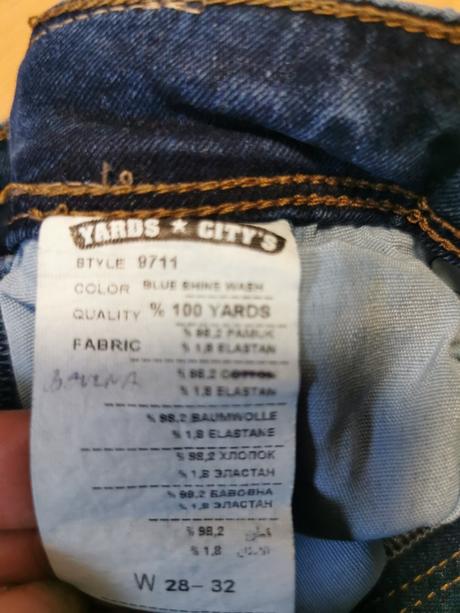 YARDS ★ CITY'S
STYLE 9711
COLOR BLUE SHINE WASH
QUALITY % 100 YARDS
FABRIC % 98,2 PAMUK
% 1,8 ELASTAN
% 98,2 COTTON
% 1,8 ELASTAN
% 98,2 BAUMWOLLE
% 1,8 ELASTANE
% 98,2 ХЛОПОК
% 1,8 ЭЛАСТАН
% 98,2 БАВОВНА
% 1,8 ЭЛАСТАН
% 98,2
% 1,8
W 28-32